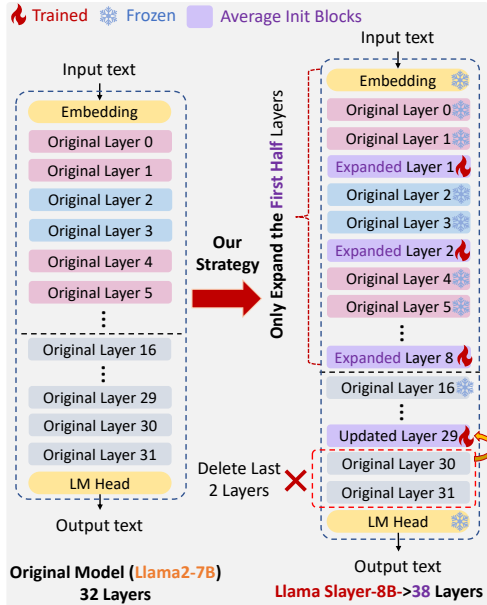 Trained
Frozen
Average Init Blocks
Input text
Embedding
Original Layer 0
Original Layer 1
Original Layer 2
Original Layer 3
Original Layer 4
Original Layer 5
Original Layer 16
Original Layer 29
Original Layer 30
Original Layer 31
LM Head
Output text
Original Model (Llama2-7B)
32 Layers
Our
Strategy
Only Expand the First Half Layers
Input text
Embedding
Original Layer 0
Original Layer 1
Expanded Layer 1
Original Layer 2
Original Layer 3
Expanded Layer 2
Original Layer 4
Original Layer 5
Expanded Layer 8
Original Layer 16
Updated Layer 29
Original Layer 30
Original Layer 31
Delete Last
2 Layers
LM Head
Output text
Llama Slayer-8B->38 Layers